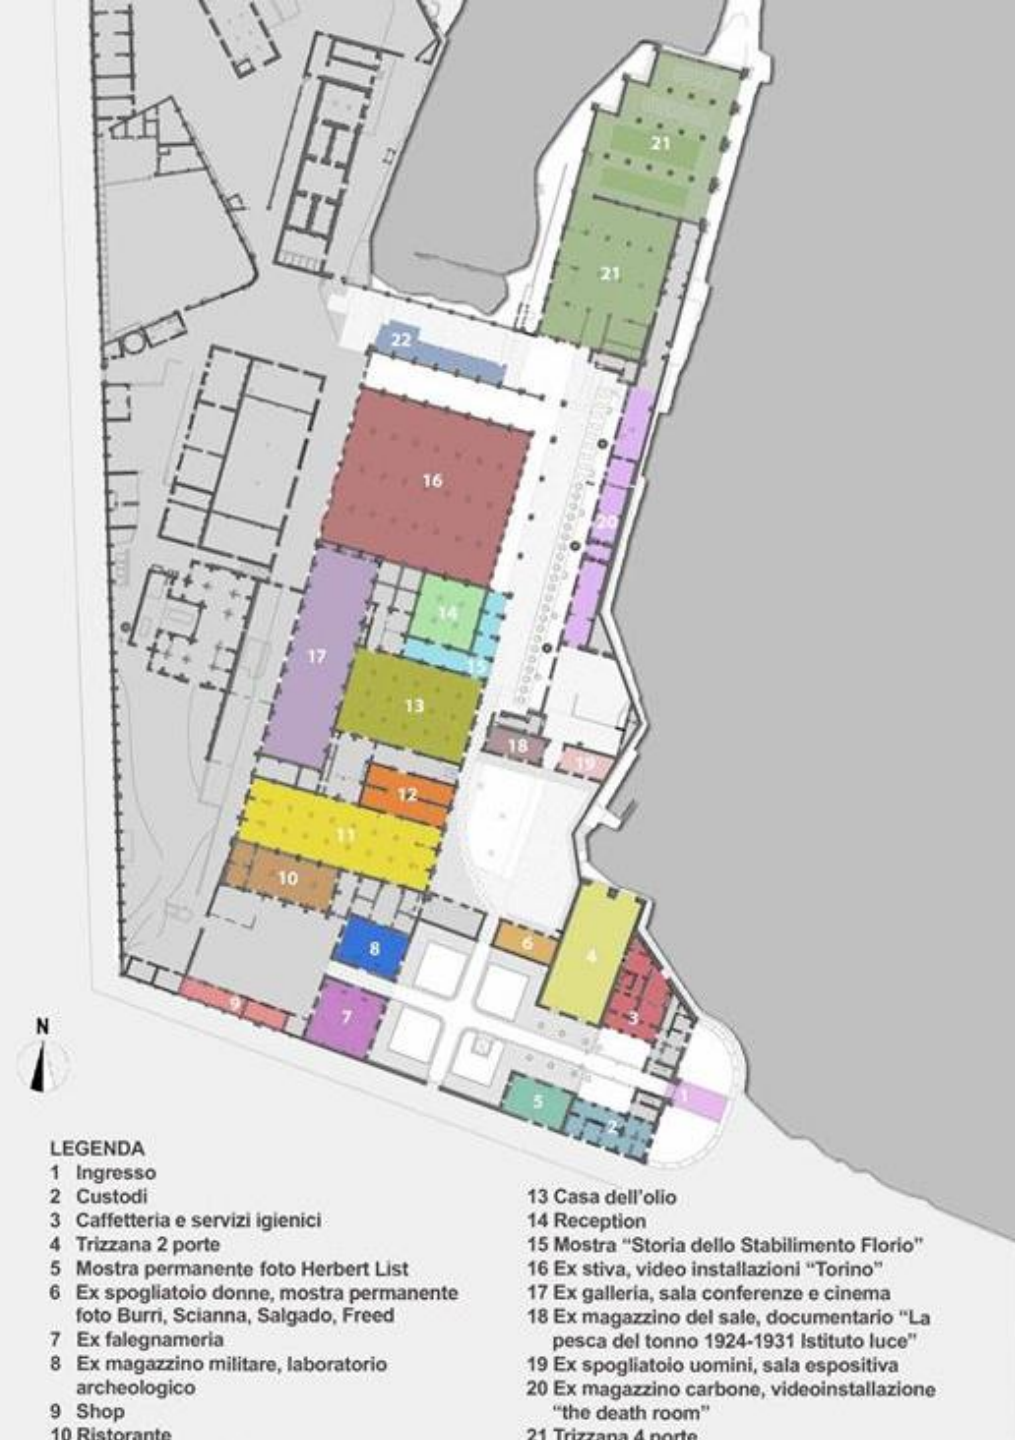 21
21
22
16
20
14
17
15
13
18
19
12
11
10
6
8
4
9
7
3
N
1
5
2
LEGENDA
1 Ingresso
2 Custodi
3 Caffetteria e servizi igienici
4 Trizzana 2 porte
5 Mostra permanente foto Herbert List
6 Ex spogliatoio donne, mostra permanente
foto Burri, Scianna, Salgado, Freed
7 Ex falegnameria
8 Ex magazzino militare, laboratorio
archeologico
9 Shop
10 Ristorante
13 Casa dell'olio
14 Reception
15 Mostra "Storia dello Stabilimento Florio"
16 Ex stiva, video installazioni "Torino"
17 Ex galleria, sala conferenze e cinema
18 Ex magazzino del sale, documentario "La
pesca del tonno 1924-1931 Istituto luce"
19 Ex spogliatoio uomini, sala espositiva
20 Ex magazzino carbone, videoinstallazione
"the death room"
21 Trizzana 4 porte